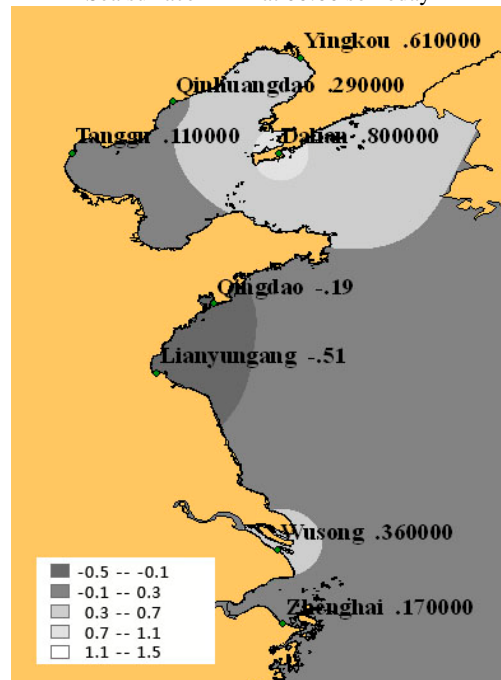 Yingkou .610000
Qinhuangdao .290000
Tanggu .110000
Dalian .800000
Qingdao -.19
Lianyungang -.51
Wusong .360000
Zhenghai .170000
-0.5 -- -0.1
-0.1 -- 0.3
0.3 -- 0.7
0.7 -- 1.1
1.1 -- 1.5